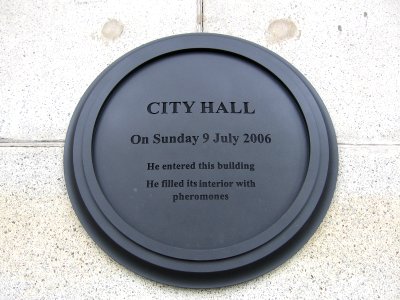 CITY HALL
On Sunday 9 July 2006
He entered this building
He filled its interior with
pheromones